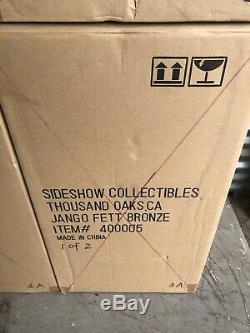 SIDESHOW COLLECTIBLES
THOUSAND OAKS,CA
JANGO FETT BRONZE
ITEM# 400005
MADE IN CHINA
1 of 2